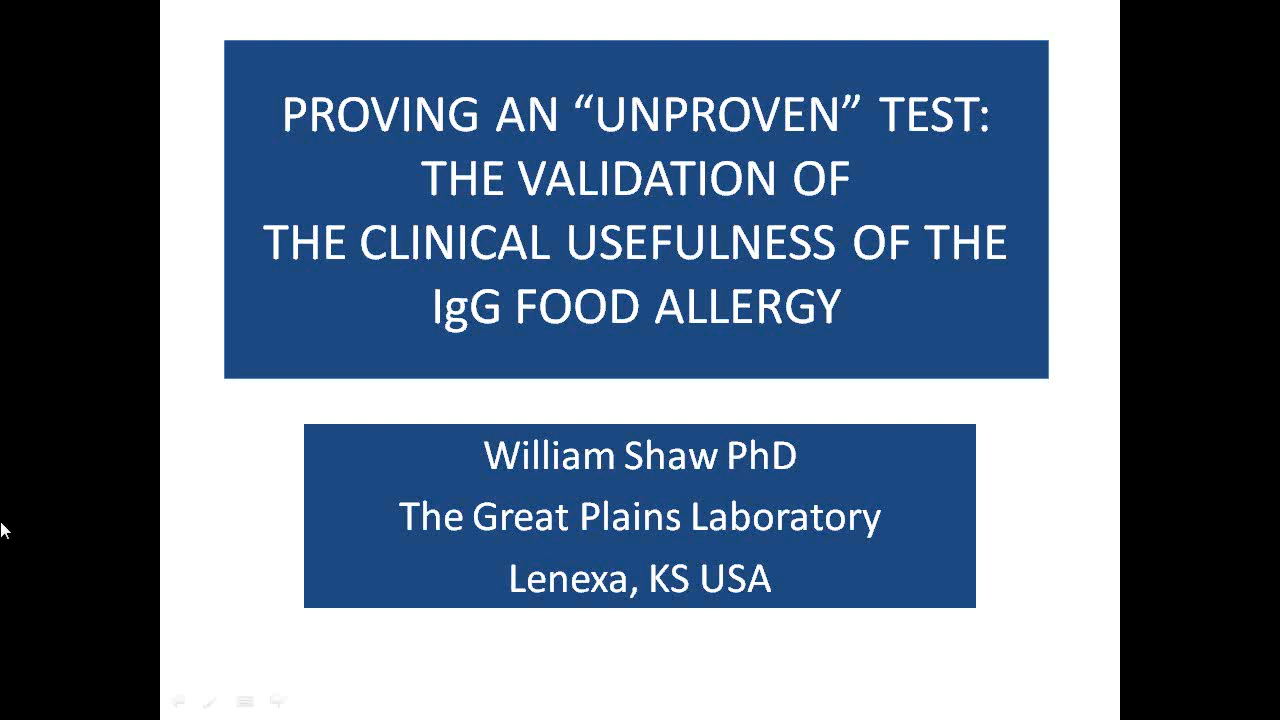 PROVING AN “UNPROVEN” TEST:
THE VALIDATION OF
THE CLINICAL USEFULNESS OF THE
IgG FOOD ALLERGY
William Shaw PhD
The Great Plains Laboratory
Lenexa, KS USA